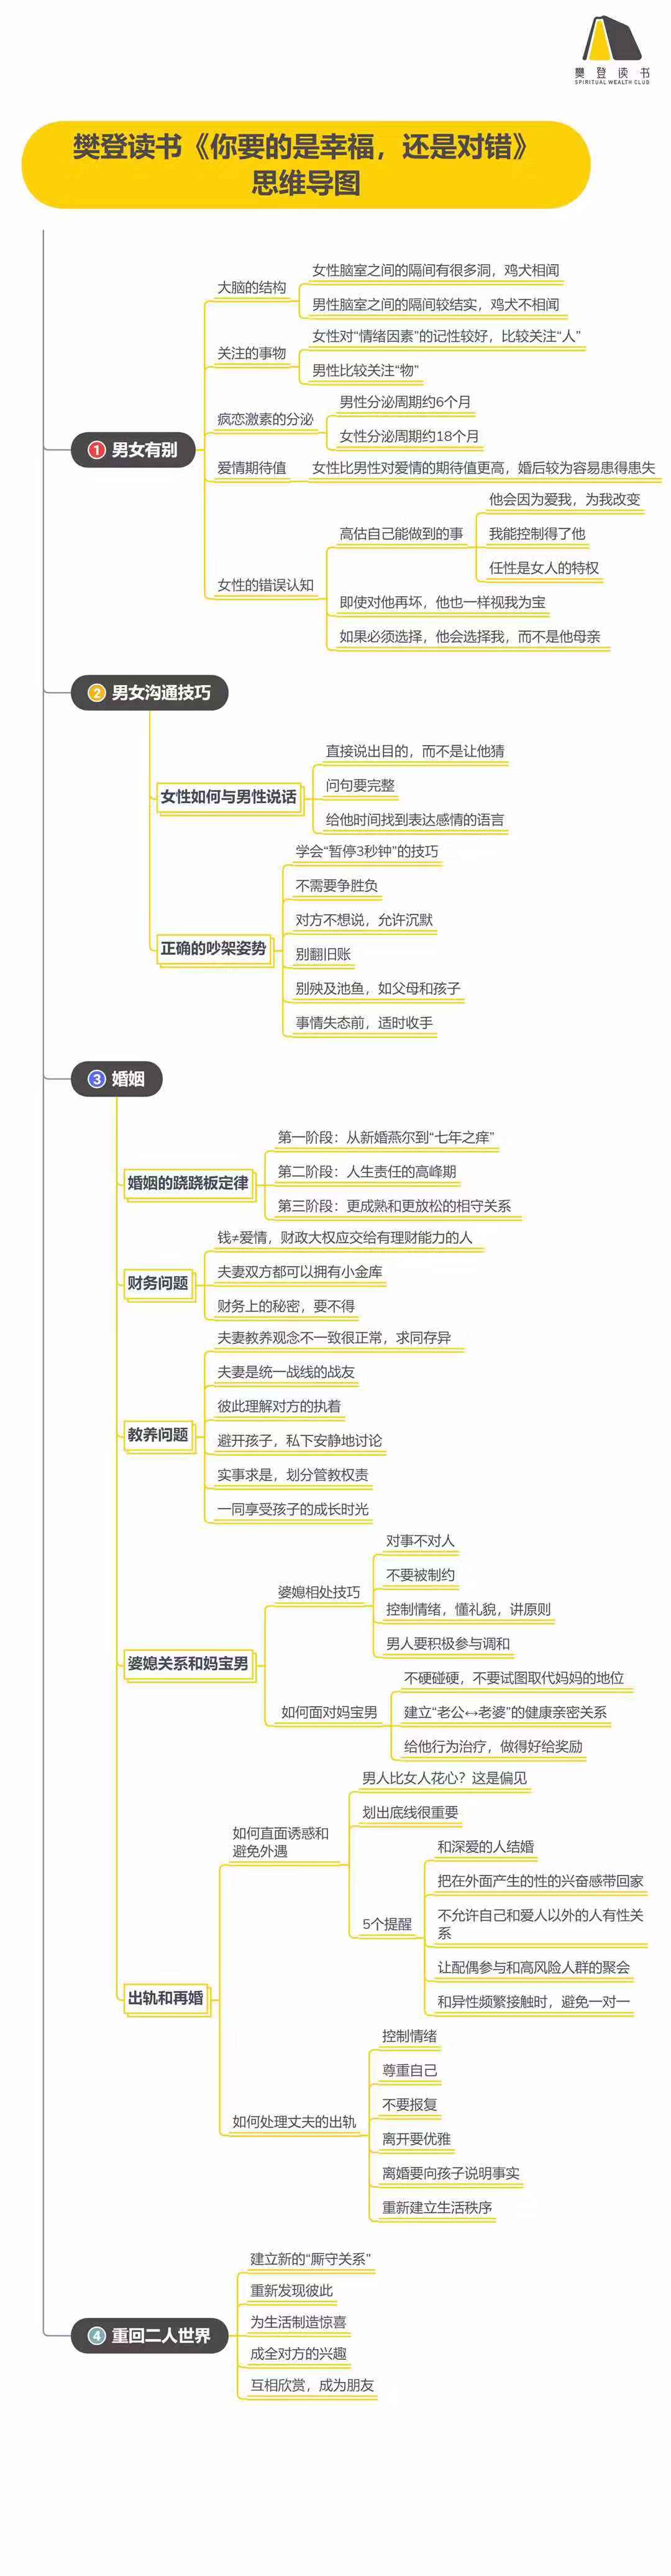 樊登读书
SPIRITUAL WEALTH CLUB
樊登读书《你要的是幸福，还是对错》
思维导图
1 男女有别
大脑的结构
女性脑室之间的隔间有很多洞，鸡犬相闻
男性脑室之间的隔间较结实，鸡犬不相闻
关注的事物
女性对“情绪因素”的记性较好，比较关注“人”
男性比较关注“物”
疯恋激素的分泌
男性分泌周期约6个月
女性分泌周期约18个月
爱情期待值
女性比男性对爱情的期待值更高，婚后较为容易患得患失
女性的错误认知
高估自己能做到的事
他会因为爱我，为我改变
我能控制得了他
任性是女人的特权
即使对他再坏，他也一样视我为宝
如果必须选择，他会选择我，而不是他母亲
2 男女沟通技巧
女性如何与男性说话
直接说出目的，而不是让他猜
问句要完整
给他时间找到表达感情的语言
正确的吵架姿势
学会“暂停3秒钟”的技巧
不需要争胜负
对方不想说，允许沉默
别翻旧账
别殃及池鱼，如父母和孩子
事情失态前，适时收手
3 婚姻
婚姻的跷跷板定律
第一阶段：从新婚燕尔到“七年之痒”
第二阶段：人生责任的高峰期
第三阶段：更成熟和更放松的相守关系
财务问题
钱≠爱情，财政大权应交给有理财能力的人
夫妻双方都可以拥有小金库
财务上的秘密，要不得
教养问题
夫妻教养观念不一致很正常，求同存异
夫妻是统一战线的战友
彼此理解对方的执着
避开孩子，私下安静地讨论
实事求是，划分管教权责
一同享受孩子的成长时光
婆媳关系和妈宝男
婆媳相处技巧
对事不对人
不要被制约
控制情绪，懂礼貌，讲原则
男人要积极参与调和
如何面对妈宝男
不硬碰硬，不要试图取代妈妈的地位
建立“老公↔老婆”的健康亲密关系
给他行为治疗，做得好给奖励
出轨和再婚
如何直面诱惑和
避免外遇
男人比女人花心？这是偏见
划出底线很重要
5个提醒
和深爱的人结婚
把在外面产生的性的兴奋感带回家
不允许自己和爱人以外的人有性关
系
让配偶参与和高风险人群的聚会
和异性频繁接触时，避免一对一
如何处理丈夫的出轨
控制情绪
尊重自己
不要报复
离开要优雅
离婚要向孩子说明事实
重新建立生活秩序
4 重回二人世界
建立新的“厮守关系”
重新发现彼此
为生活制造惊喜
成全对方的兴趣
互相欣赏，成为朋友